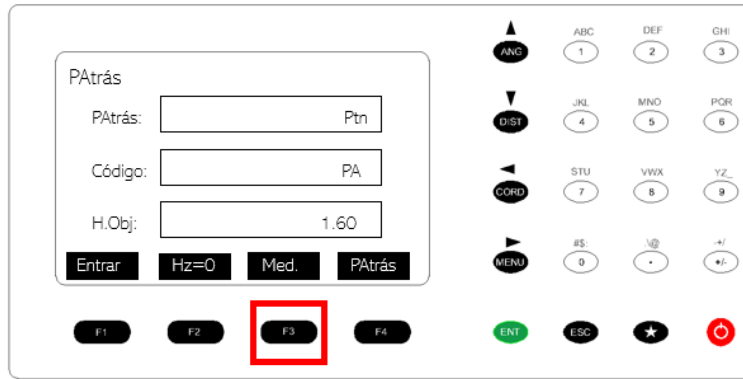 PAtrás
PAtrás: Ptn
Código: PA
H.Obj: 1.60
Entrar Hz=0 Med. PAtrás
F1 F2 F3 F4
ABC DEF GHI
ANG 1 2 3
JKL MNO PQR
DIST 4 5 6
STU VWX YZ_
CORD 7 8 9
#$: .\@ -+/
MENU 0 . +/-
ENT ESC